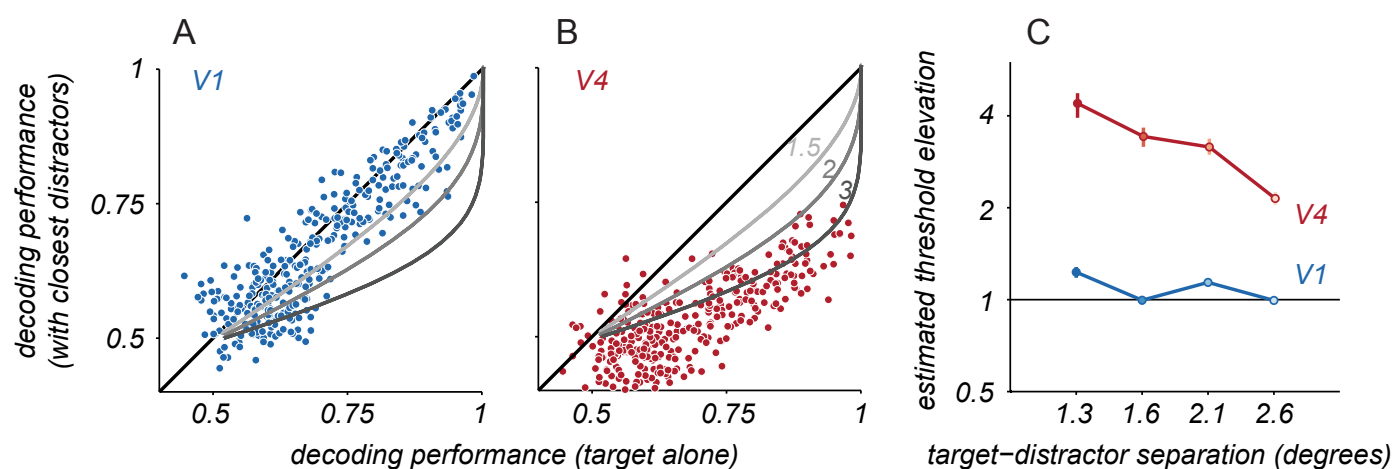 A
B
C
decoding performance
(with closest distractors)
1
0.75
0.5
V1
0.5
0.75
1
V4
1.5
2
3
0.5
0.75
1
decoding performance (target alone)
estimated threshold elevation
4
2
1
0.5
V4
V1
1.3
1.6
2.1
2.6
target−distractor separation (degrees)